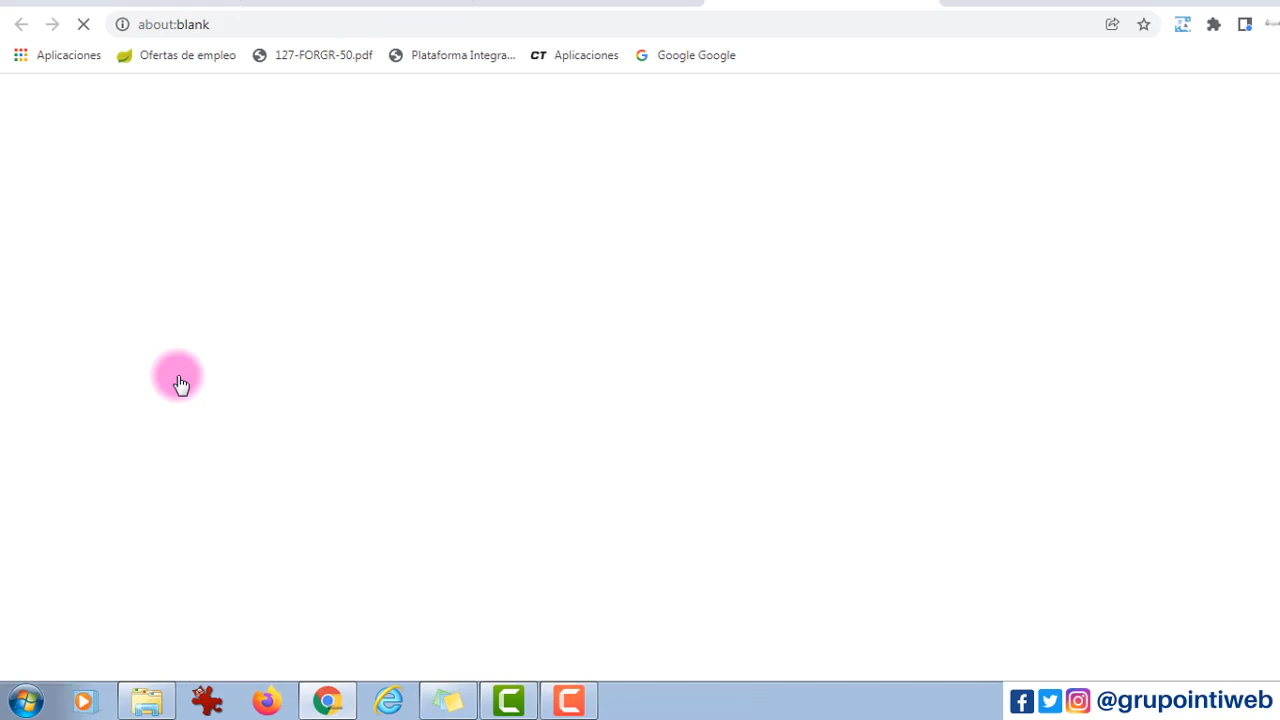 about:blank
Aplicaciones
Ofertas de empleo
127-FORGR-50.pdf
Plataforma Integra...
CT Aplicaciones
Google Google
@grupointiweb